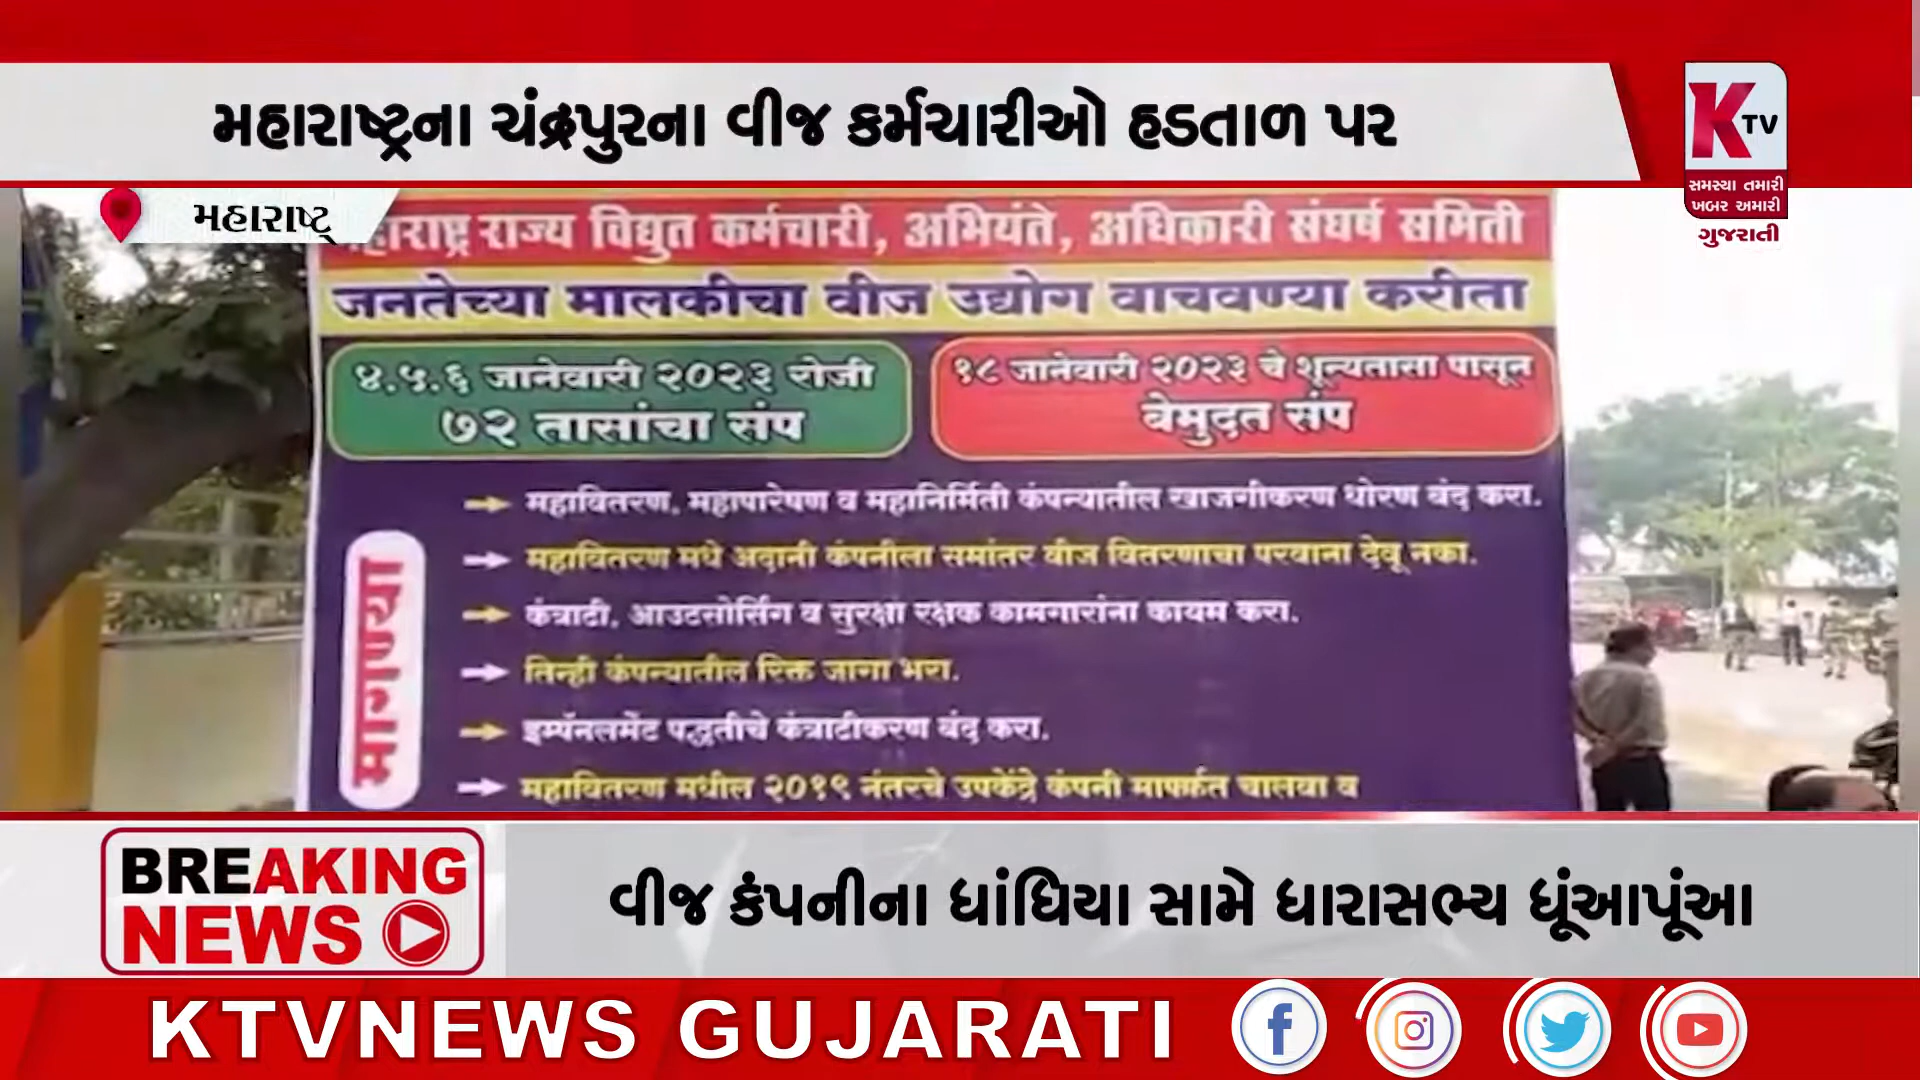 મહારાષ્ટ્રના ચંદ્રપુરના વીજ કર્મચારીઓ હડતાળ પર
K TV
સમસ્યા તમારી
ખબર અમારી
ગુજરાતી
મહારાષ્ટ્
હારાष्ट्र राज्य विद्युत कर्मचारी, अभियंते, अधिकारी संघर्ष समिती
जनतेच्या मालकीचा वीज उद्योग वाचवण्या करीता
४.५.६ जानेवारी २०२३ रोजी
७२ तासांचा संप
१८ जानेवारी २०२३ चे शून्यतासा पासून
बेमुदत संप
मागण्या
महावितरण, महापारेषण व महानिर्मिती कंपन्यातील खाजगीकरण धोरण बंद करा.
महावितरण मधे अदानी कंपनीला समांतर वीज वितरणाचा परवाना देवू नका.
कंत्राटी, आउटसोर्सिंग व सुरक्षा रक्षक कामगारांना कायम करा.
तिन्ही कंपन्यातील रिक्त जागा भरा.
इम्पॅनलमेंट पद्धतीचे कंत्राटीकरण बंद करा.
महावितरण मधील २०१९ नंतरचे उपकेंद्रे कंपनी मार्फत चालवा व
BREAKING
NEWS
વીજ કંપનીના ધાંધિયા સામે ધારાસભ્ય ધૂંઆપૂંઆ
KTVNEWS GUJARATI